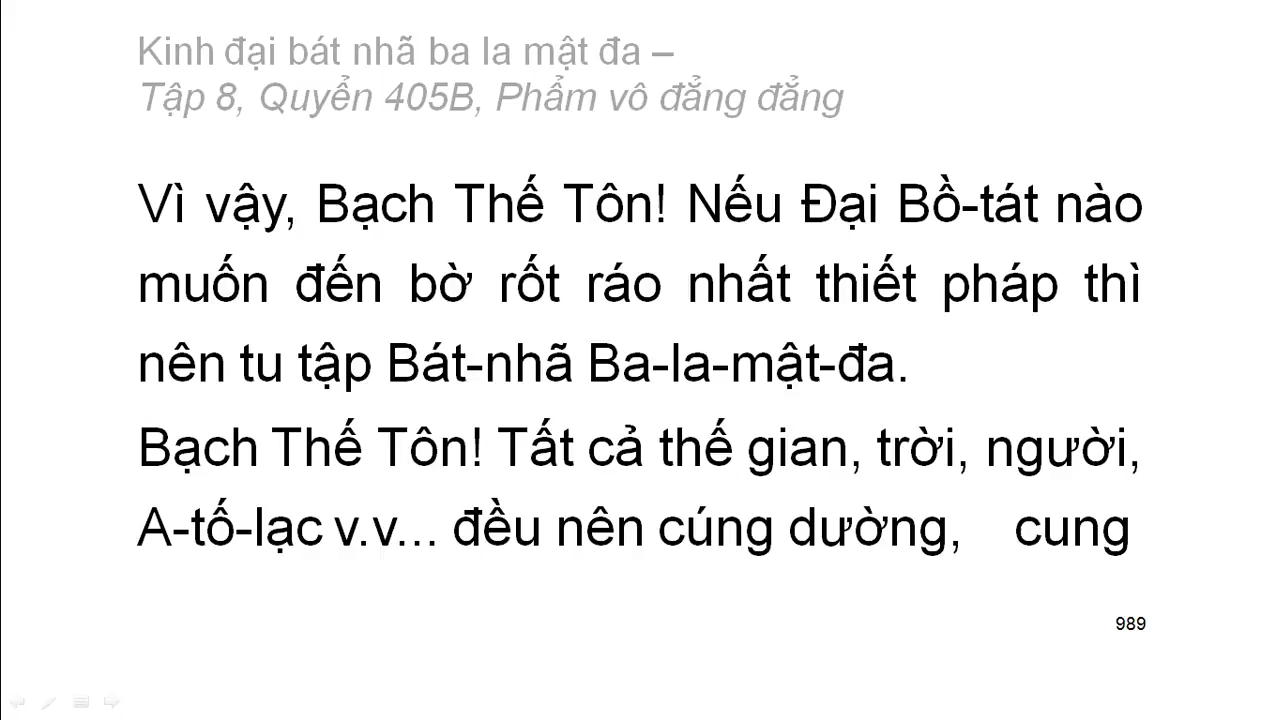 Kinh đại bát nhã ba la mật đa –
Tập 8, Quyển 405B, Phẩm vô đẳng đẳng
Vì vậy, Bạch Thế Tôn! Nếu Đại Bồ-tát nào
muốn đến bờ rốt ráo nhất thiết pháp thì
nên tu tập Bát-nhã Ba-la-mật-đa.
Bạch Thế Tôn! Tất cả thế gian, trời, người,
A-tố-lạc v.v... đều nên cúng dường, cung
989